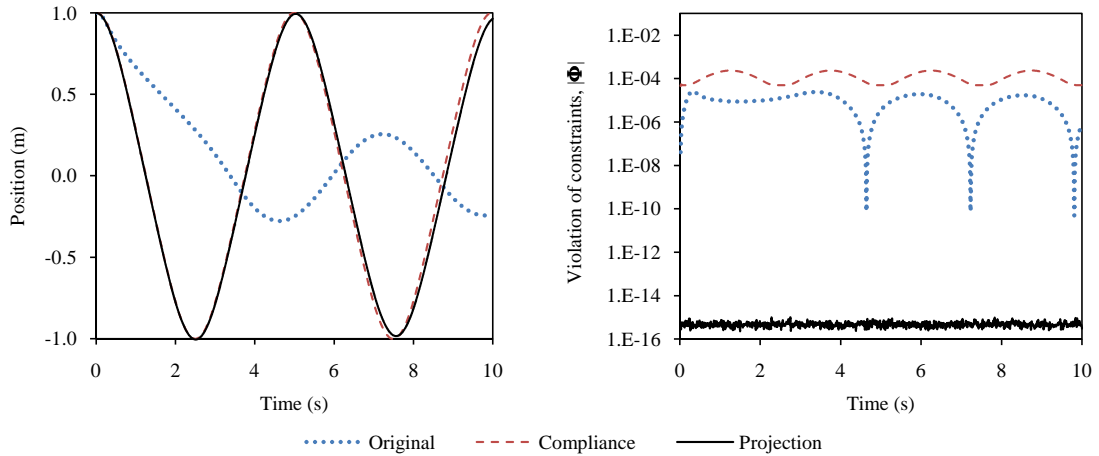 1.0
0.5
0.0
-0.5
-1.0
Position (m)
0 2 4 6 8 10
Time (s)
1.E-02
1.E-04
1.E-06
1.E-08
1.E-10
1.E-12
1.E-14
1.E-16
Violation of constraints, |Φ|
0 2 4 6 8 10
Time (s)
Original Compliance Projection